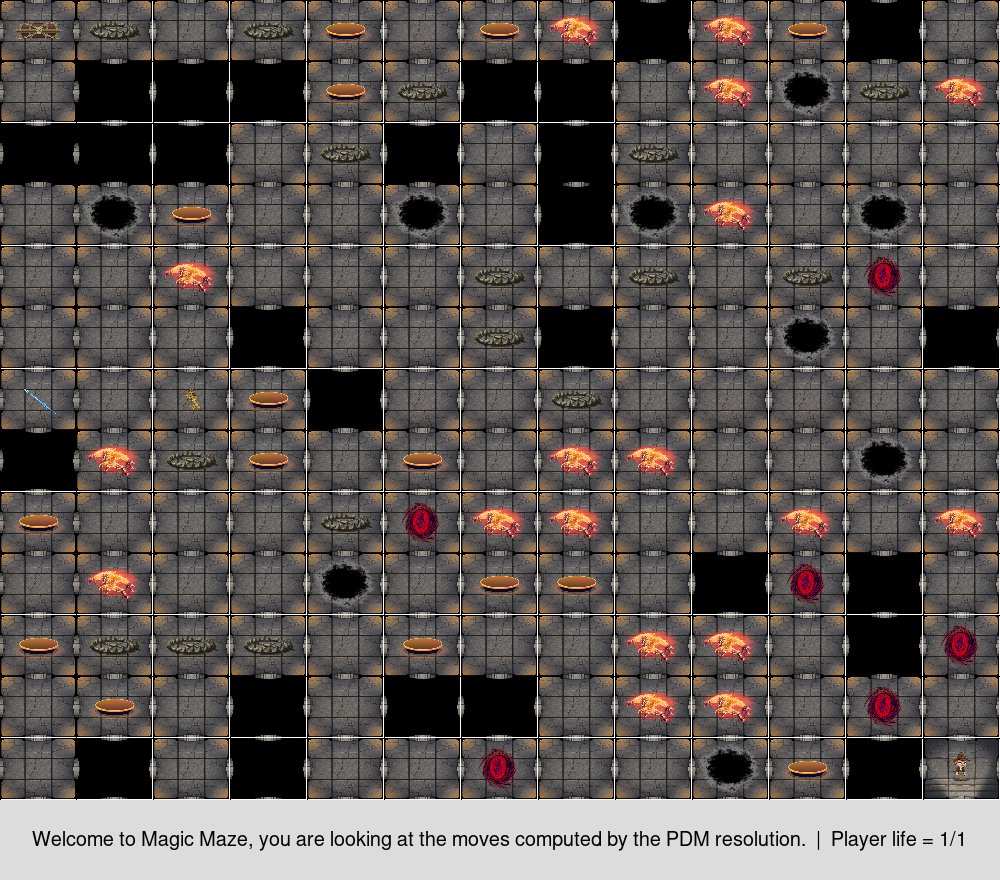 Welcome to Magic Maze, you are looking at the moves computed by the PDM resolution.  |  Player life = 1/1